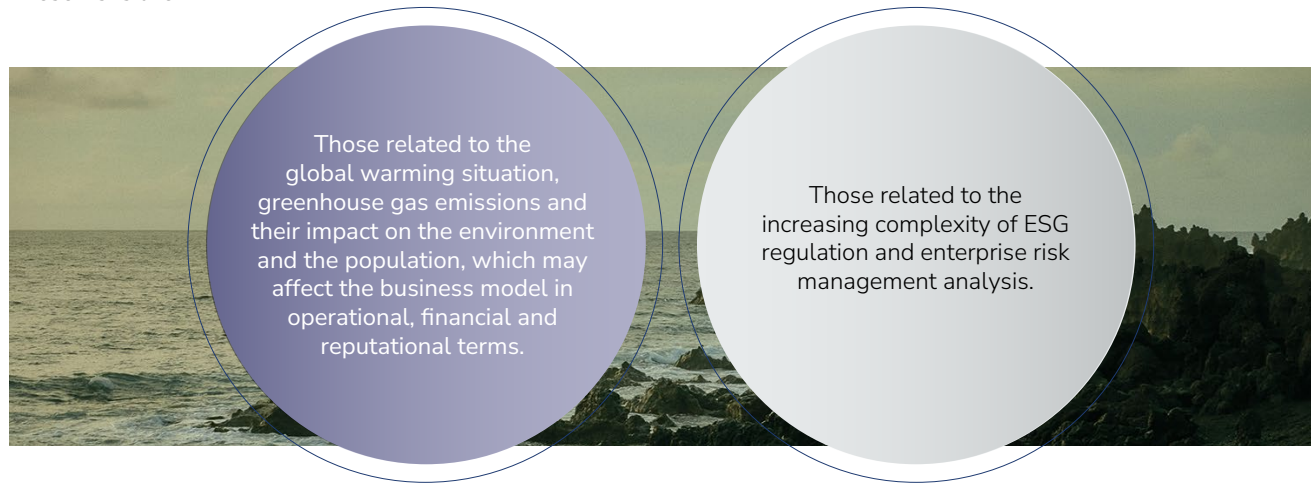 Those related to the
global warming situation,
greenhouse gas emissions and
their impact on the environment
and the population, which may
affect the business model in
operational, financial and
reputational terms.
Those related to the
increasing complexity of ESG
regulation and enterprise risk
management analysis.